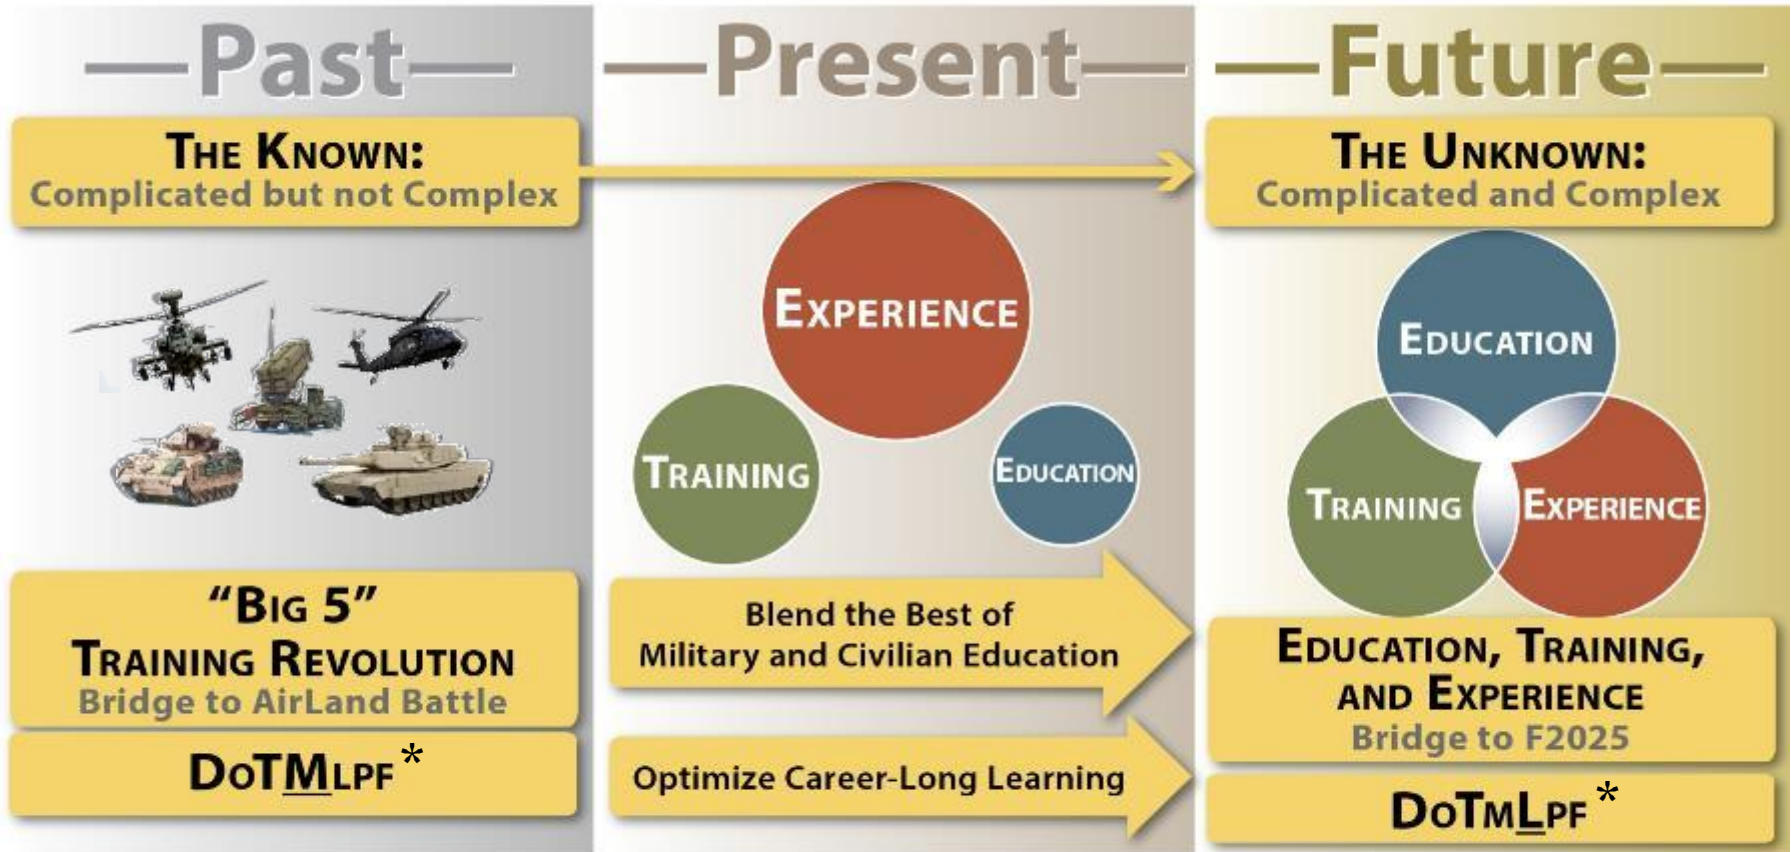 Past
The Known:
Complicated but not Complex
"Big 5"
Training Revolution
Bridge to AirLand Battle
DoTMLPF*
Present
Experience
Training
Education
Blend the Best of
Military and Civilian Education
Optimize Career-Long Learning
Future
The Unknown:
Complicated and Complex
Education
Training
Experience
Education, Training,
and Experience
Bridge to F2025
DoTmLPF*